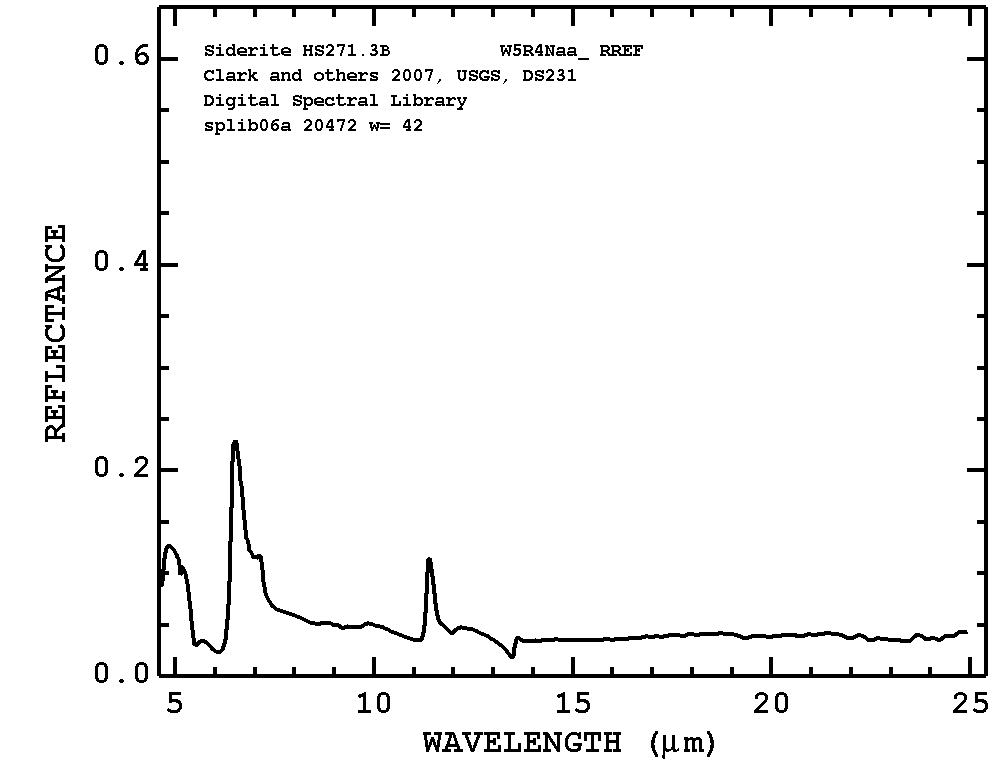 Siderite HS271.3B W5R4Naa_ RREF
Clark and others 2007, USGS, DS231
Digital Spectral Library
splib06a 20472 w= 42
REFLECTANCE
0.6
0.4
0.2
0.0
5 10 15 20 25
WAVELENGTH (μm)